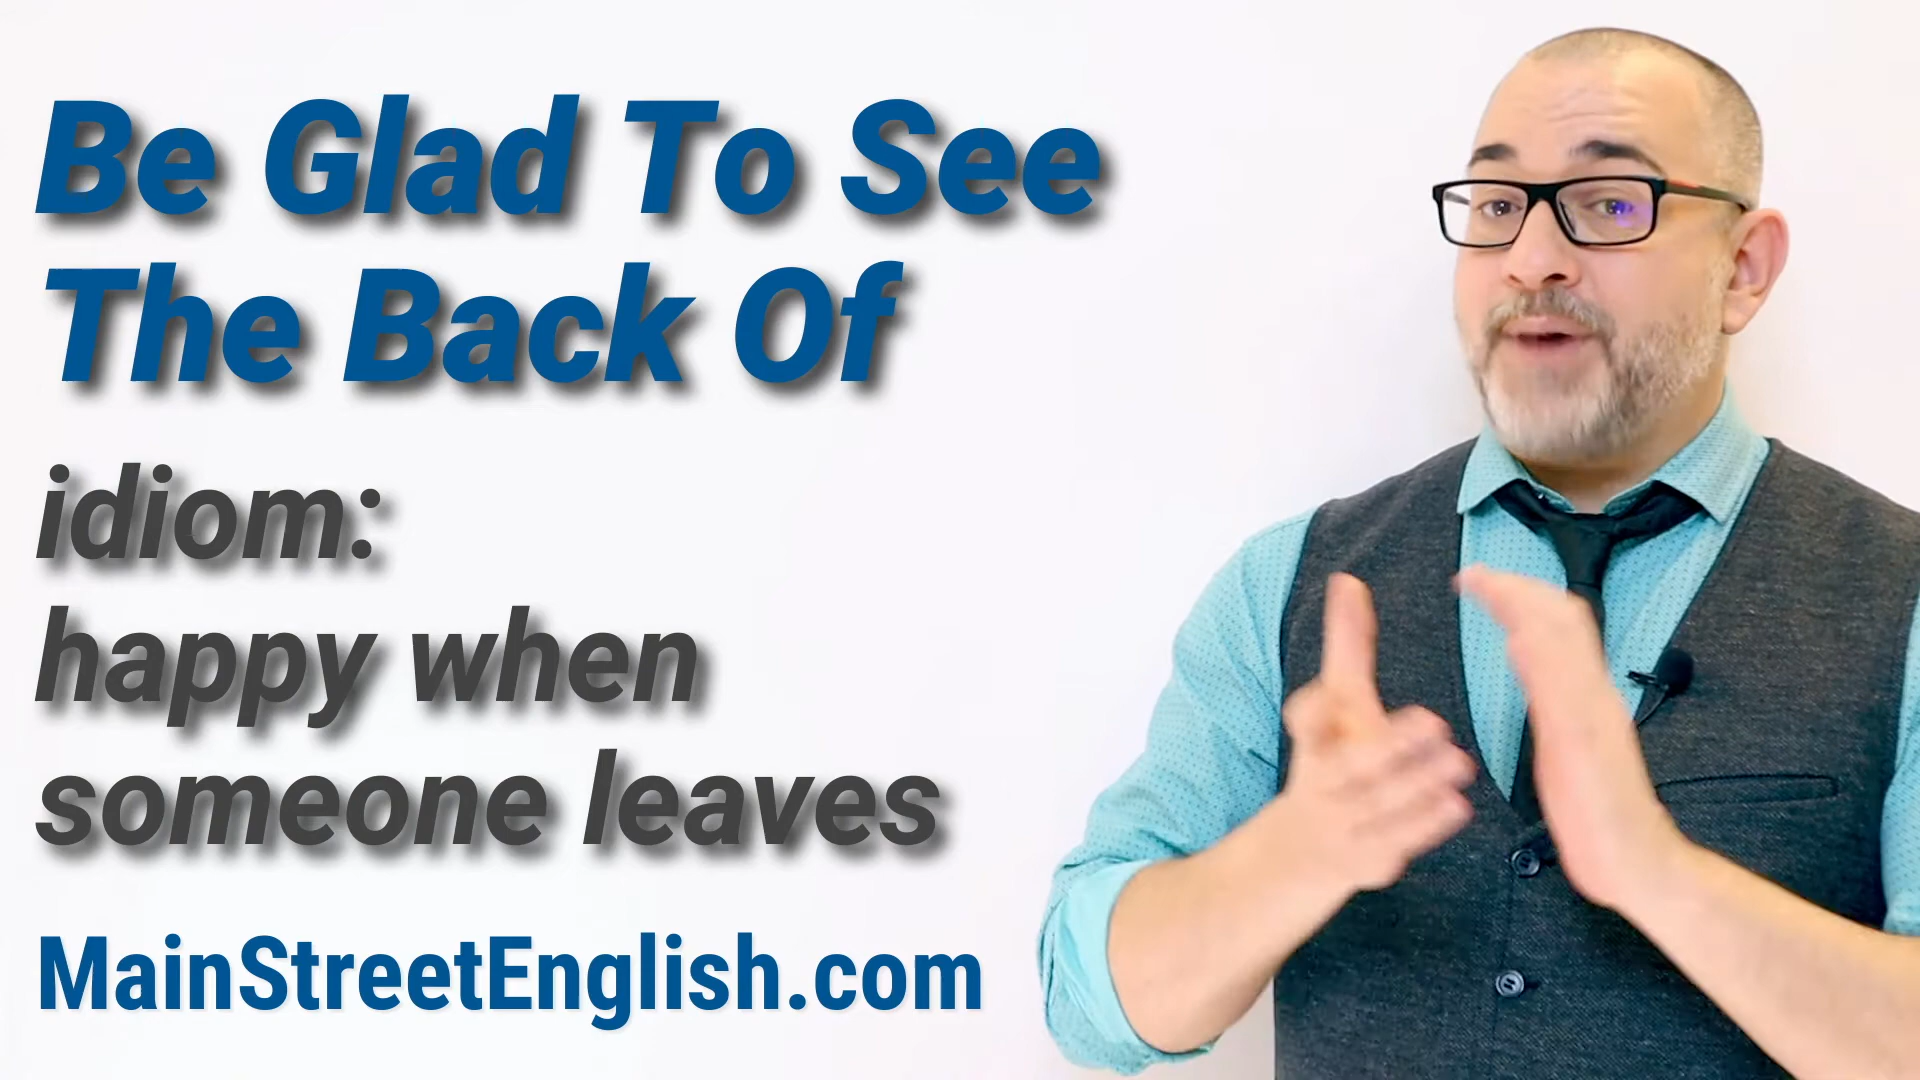 Be Glad To See
The Back Of
idiom:
happy when
someone leaves
MainStreetEnglish.com